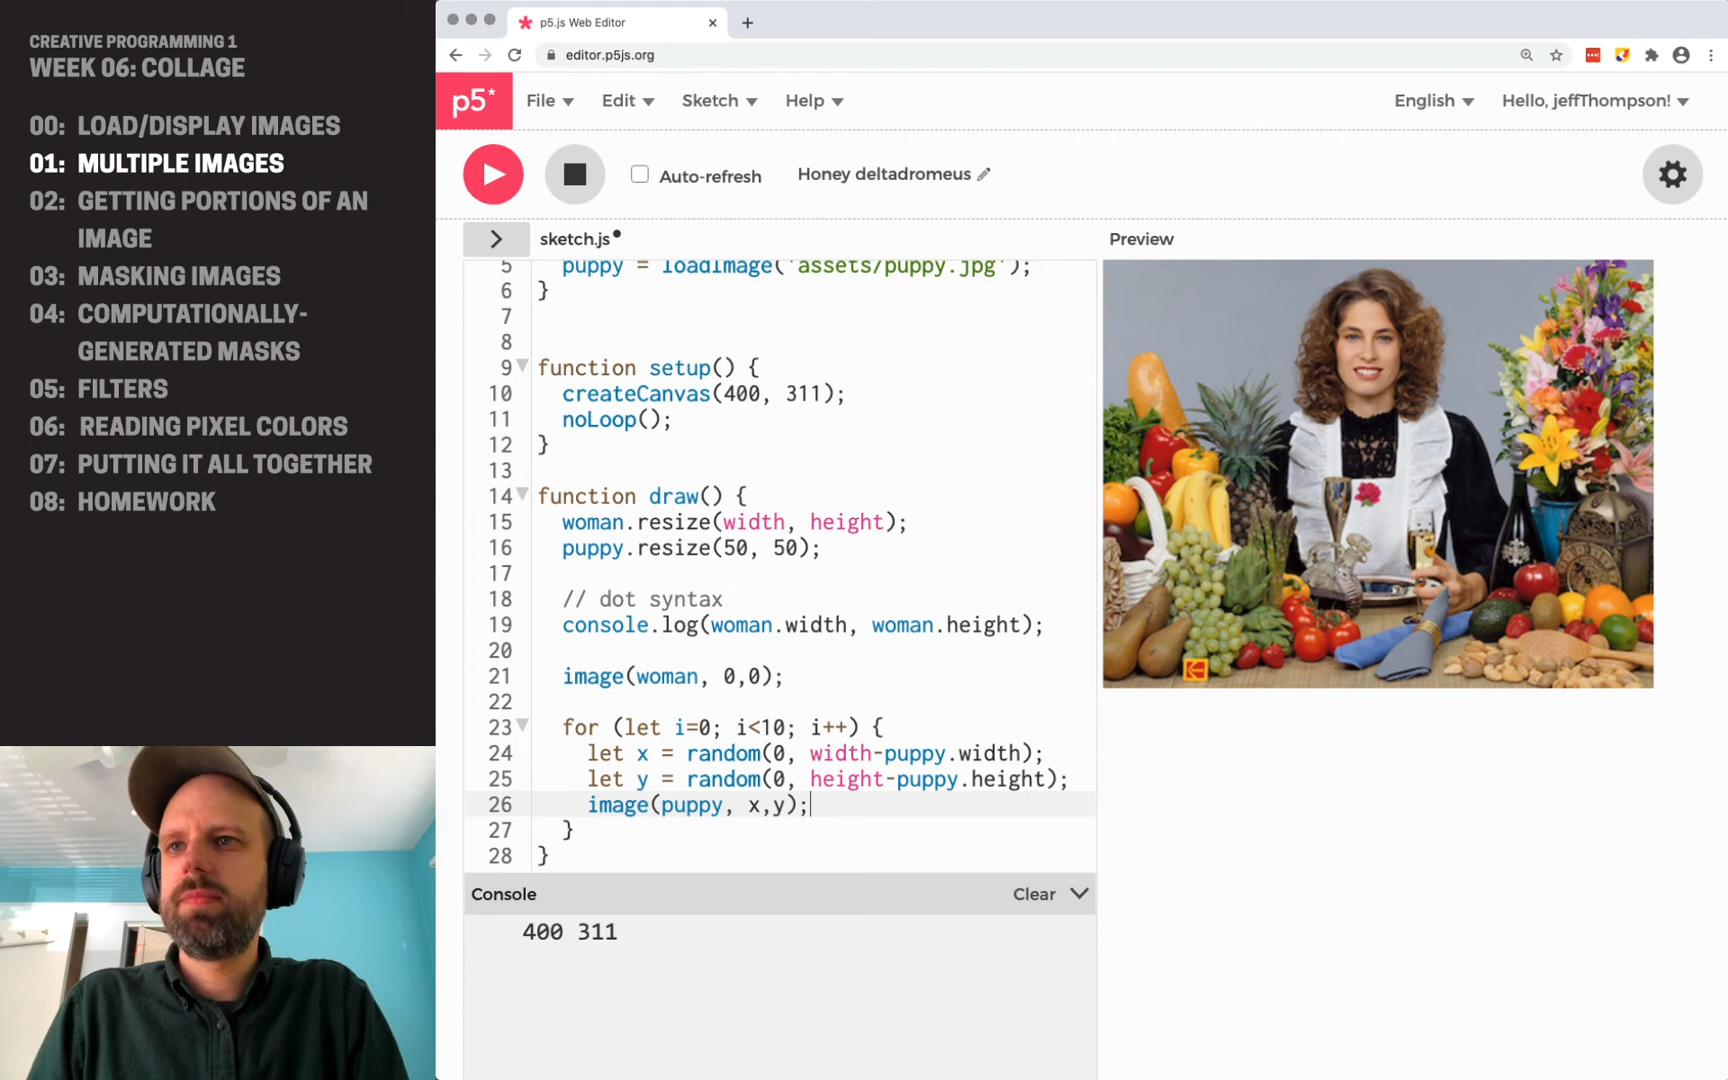 CREATIVE PROGRAMMING 1
WEEK 06: COLLAGE
00: LOAD/DISPLAY IMAGES
01: MULTIPLE IMAGES
02: GETTING PORTIONS OF AN
IMAGE
03: MASKING IMAGES
04: COMPUTATIONALLY-
GENERATED MASKS
05: FILTERS
06: READING PIXEL COLORS
07: PUTTING IT ALL TOGETHER
08: HOMEWORK
p5.js Web Editor
editor.p5js.org
p5* File Edit Sketch Help English Hello, jeffThompson!
Auto-refresh Honey deltadromeus
sketch.js Preview
5 puppy = loadImage('assets/puppy.jpg');
6 }
7
8
9 function setup() {
10 createCanvas(400, 311);
11 noLoop();
12 }
13
14 function draw() {
15 woman.resize(width, height);
16 puppy.resize(50, 50);
17
18 // dot syntax
19 console.log(woman.width, woman.height);
20
21 image(woman, 0,0);
22
23 for (let i=0; i<10; i++) {
24 let x = random(0, width-puppy.width);
25 let y = random(0, height-puppy.height);
26 image(puppy, x,y);
27 }
28 }
Console Clear
400 311